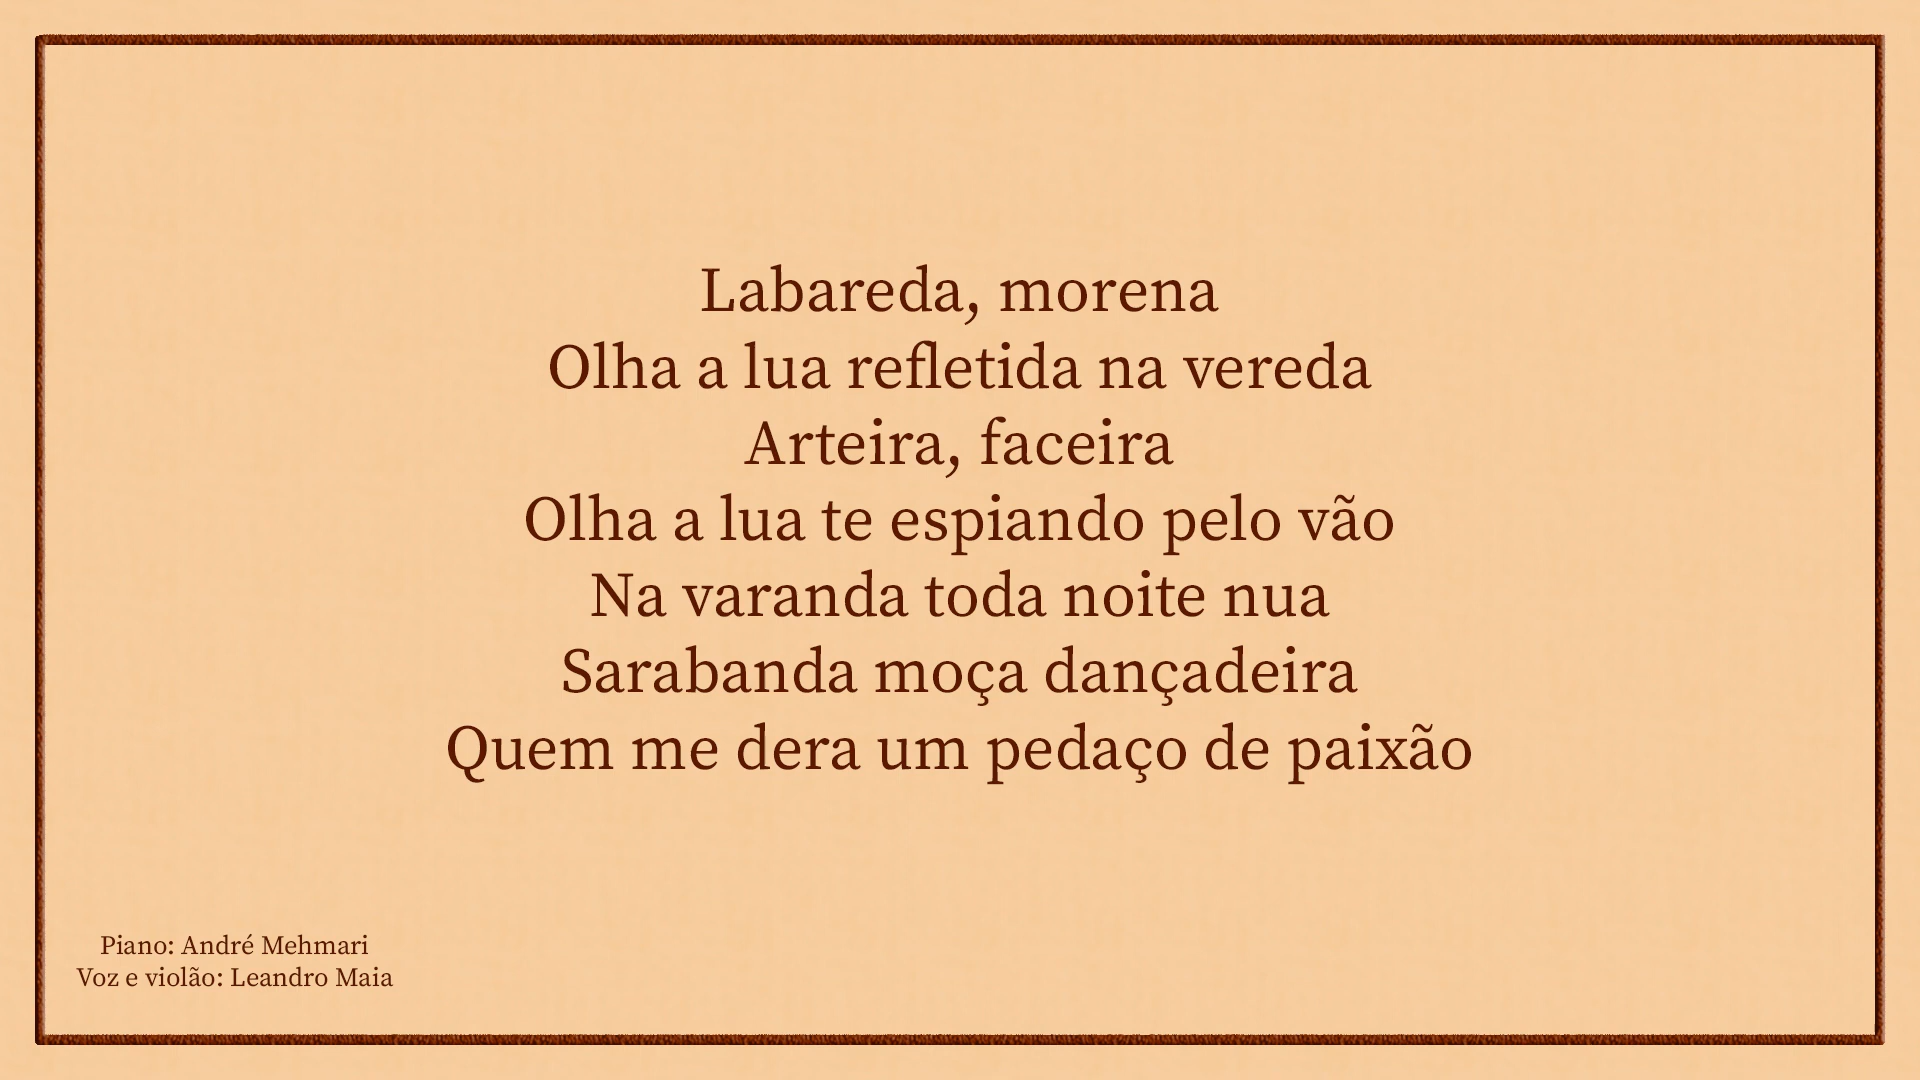 Labareda, morena
Olha a lua refletida na vereda
Arteira, faceira
Olha a lua te espiando pelo vão
Na varanda toda noite nua
Sarabanda moça dançadeira
Quem me dera um pedaço de paixão
Piano: André Mehmari
Voz e violão: Leandro Maia